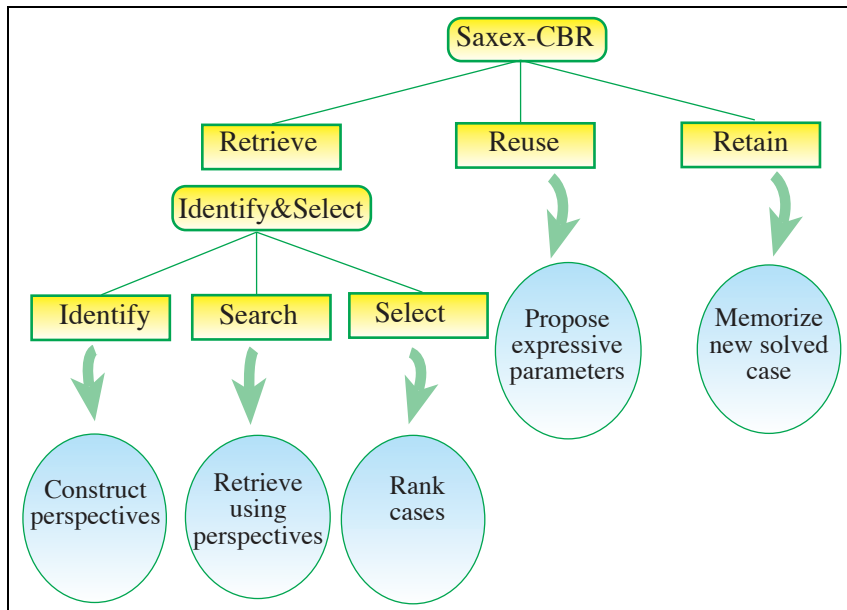 Saxex-CBR
Retrieve
Reuse
Retain
Identify&Select
Identify
Search
Select
Propose
expressive
parameters
Memorize
new solved
case
Construct
perspectives
Retrieve
using
perspectives
Rank
cases